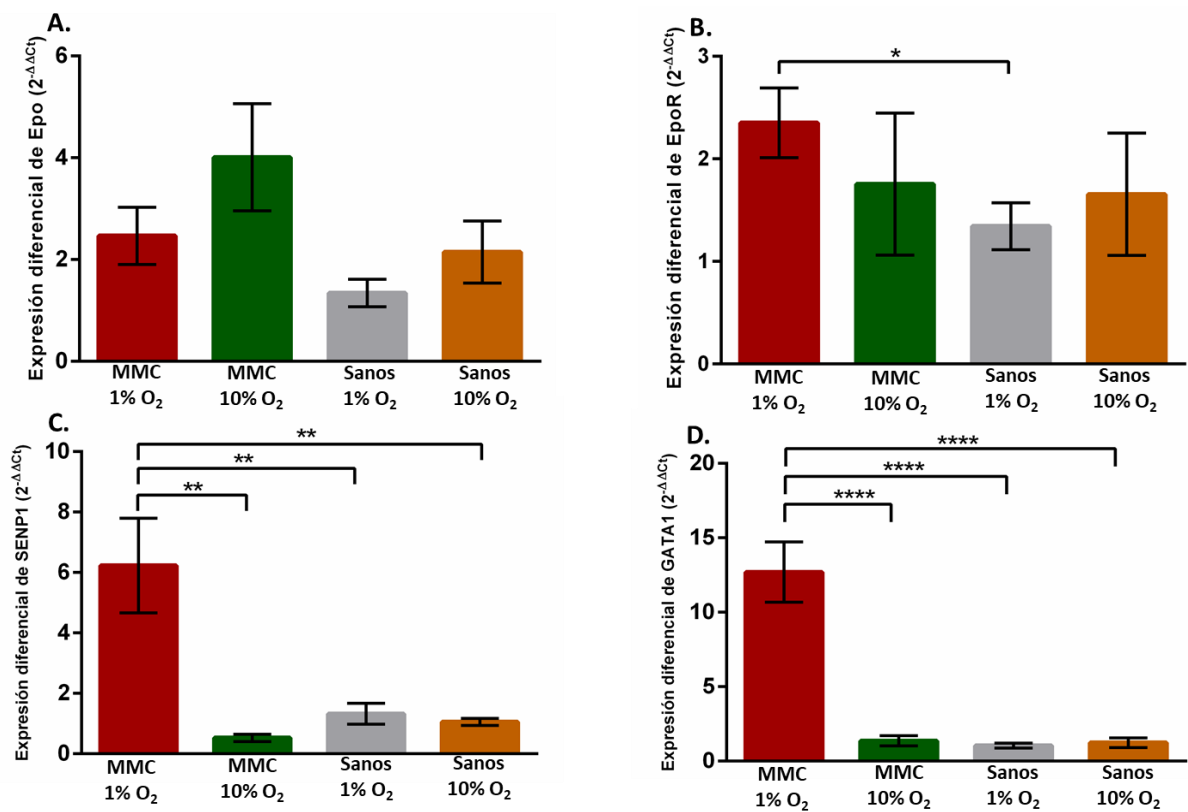 A.
Expresión diferencial de Epo (2-ΔΔCt)
6
4
2
0
MMC
1% O2
MMC
10% O2
Sanos
1% O2
Sanos
10% O2
B.
Expresión diferencial de EpoR (2-ΔΔCt)
*
3
2
1
0
MMC
1% O2
MMC
10% O2
Sanos
1% O2
Sanos
10% O2
C.
Expresión diferencial de SENP1 (2-ΔΔCt)
**
**
**
10
8
6
4
2
0
MMC
1% O2
MMC
10% O2
Sanos
1% O2
Sanos
10% O2
D.
Expresión diferencial de GATA1 (2-ΔΔCt)
****
****
****
20
15
10
5
0
MMC
1% O2
MMC
10% O2
Sanos
1% O2
Sanos
10% O2